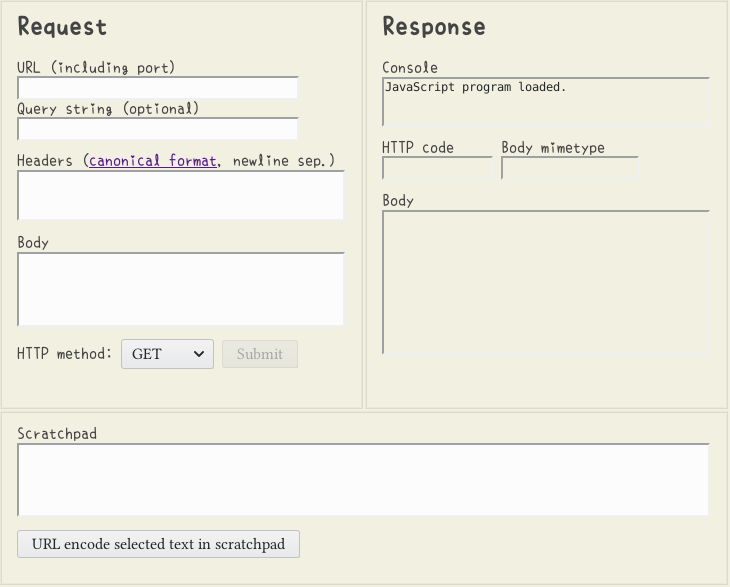 Request
URL (including port)
Query string (optional)
Headers (canonical format, newline sep.)
Body
HTTP method: GET Submit
Response
Console
JavaScript program loaded.
HTTP code Body mimetype
Body
Scratchpad
URL encode selected text in scratchpad